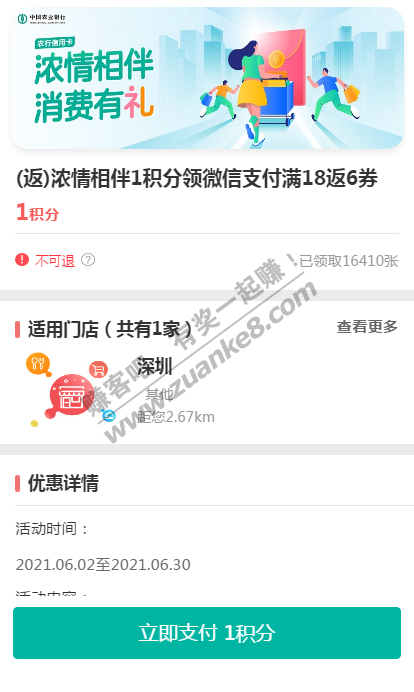 中国农业银行
农行信用卡
浓情相伴
消费有礼
(返)浓情相伴1积分领微信支付满18返6券
1积分
不可退 ?
已领取16410张
适用门店（共有1家）
查看更多
深圳
其他
距您2.67km
有奖一起赚！
赚客吧
www.zuanke8.com
优惠详情
活动时间：
2021.06.02至2021.06.30
活动内容：
立即支付 1积分